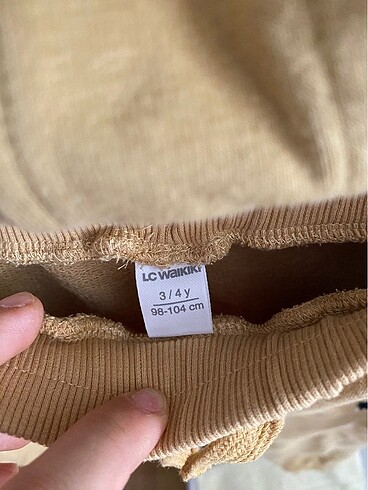 LC WAIKIKI
3 / 4 y
98-104 cm